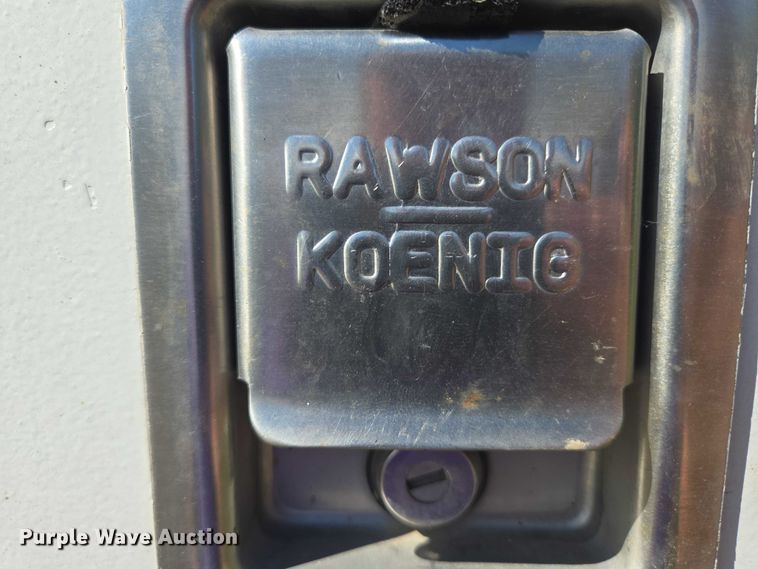 RAWSON
KOENIG
Purple Wave Auction